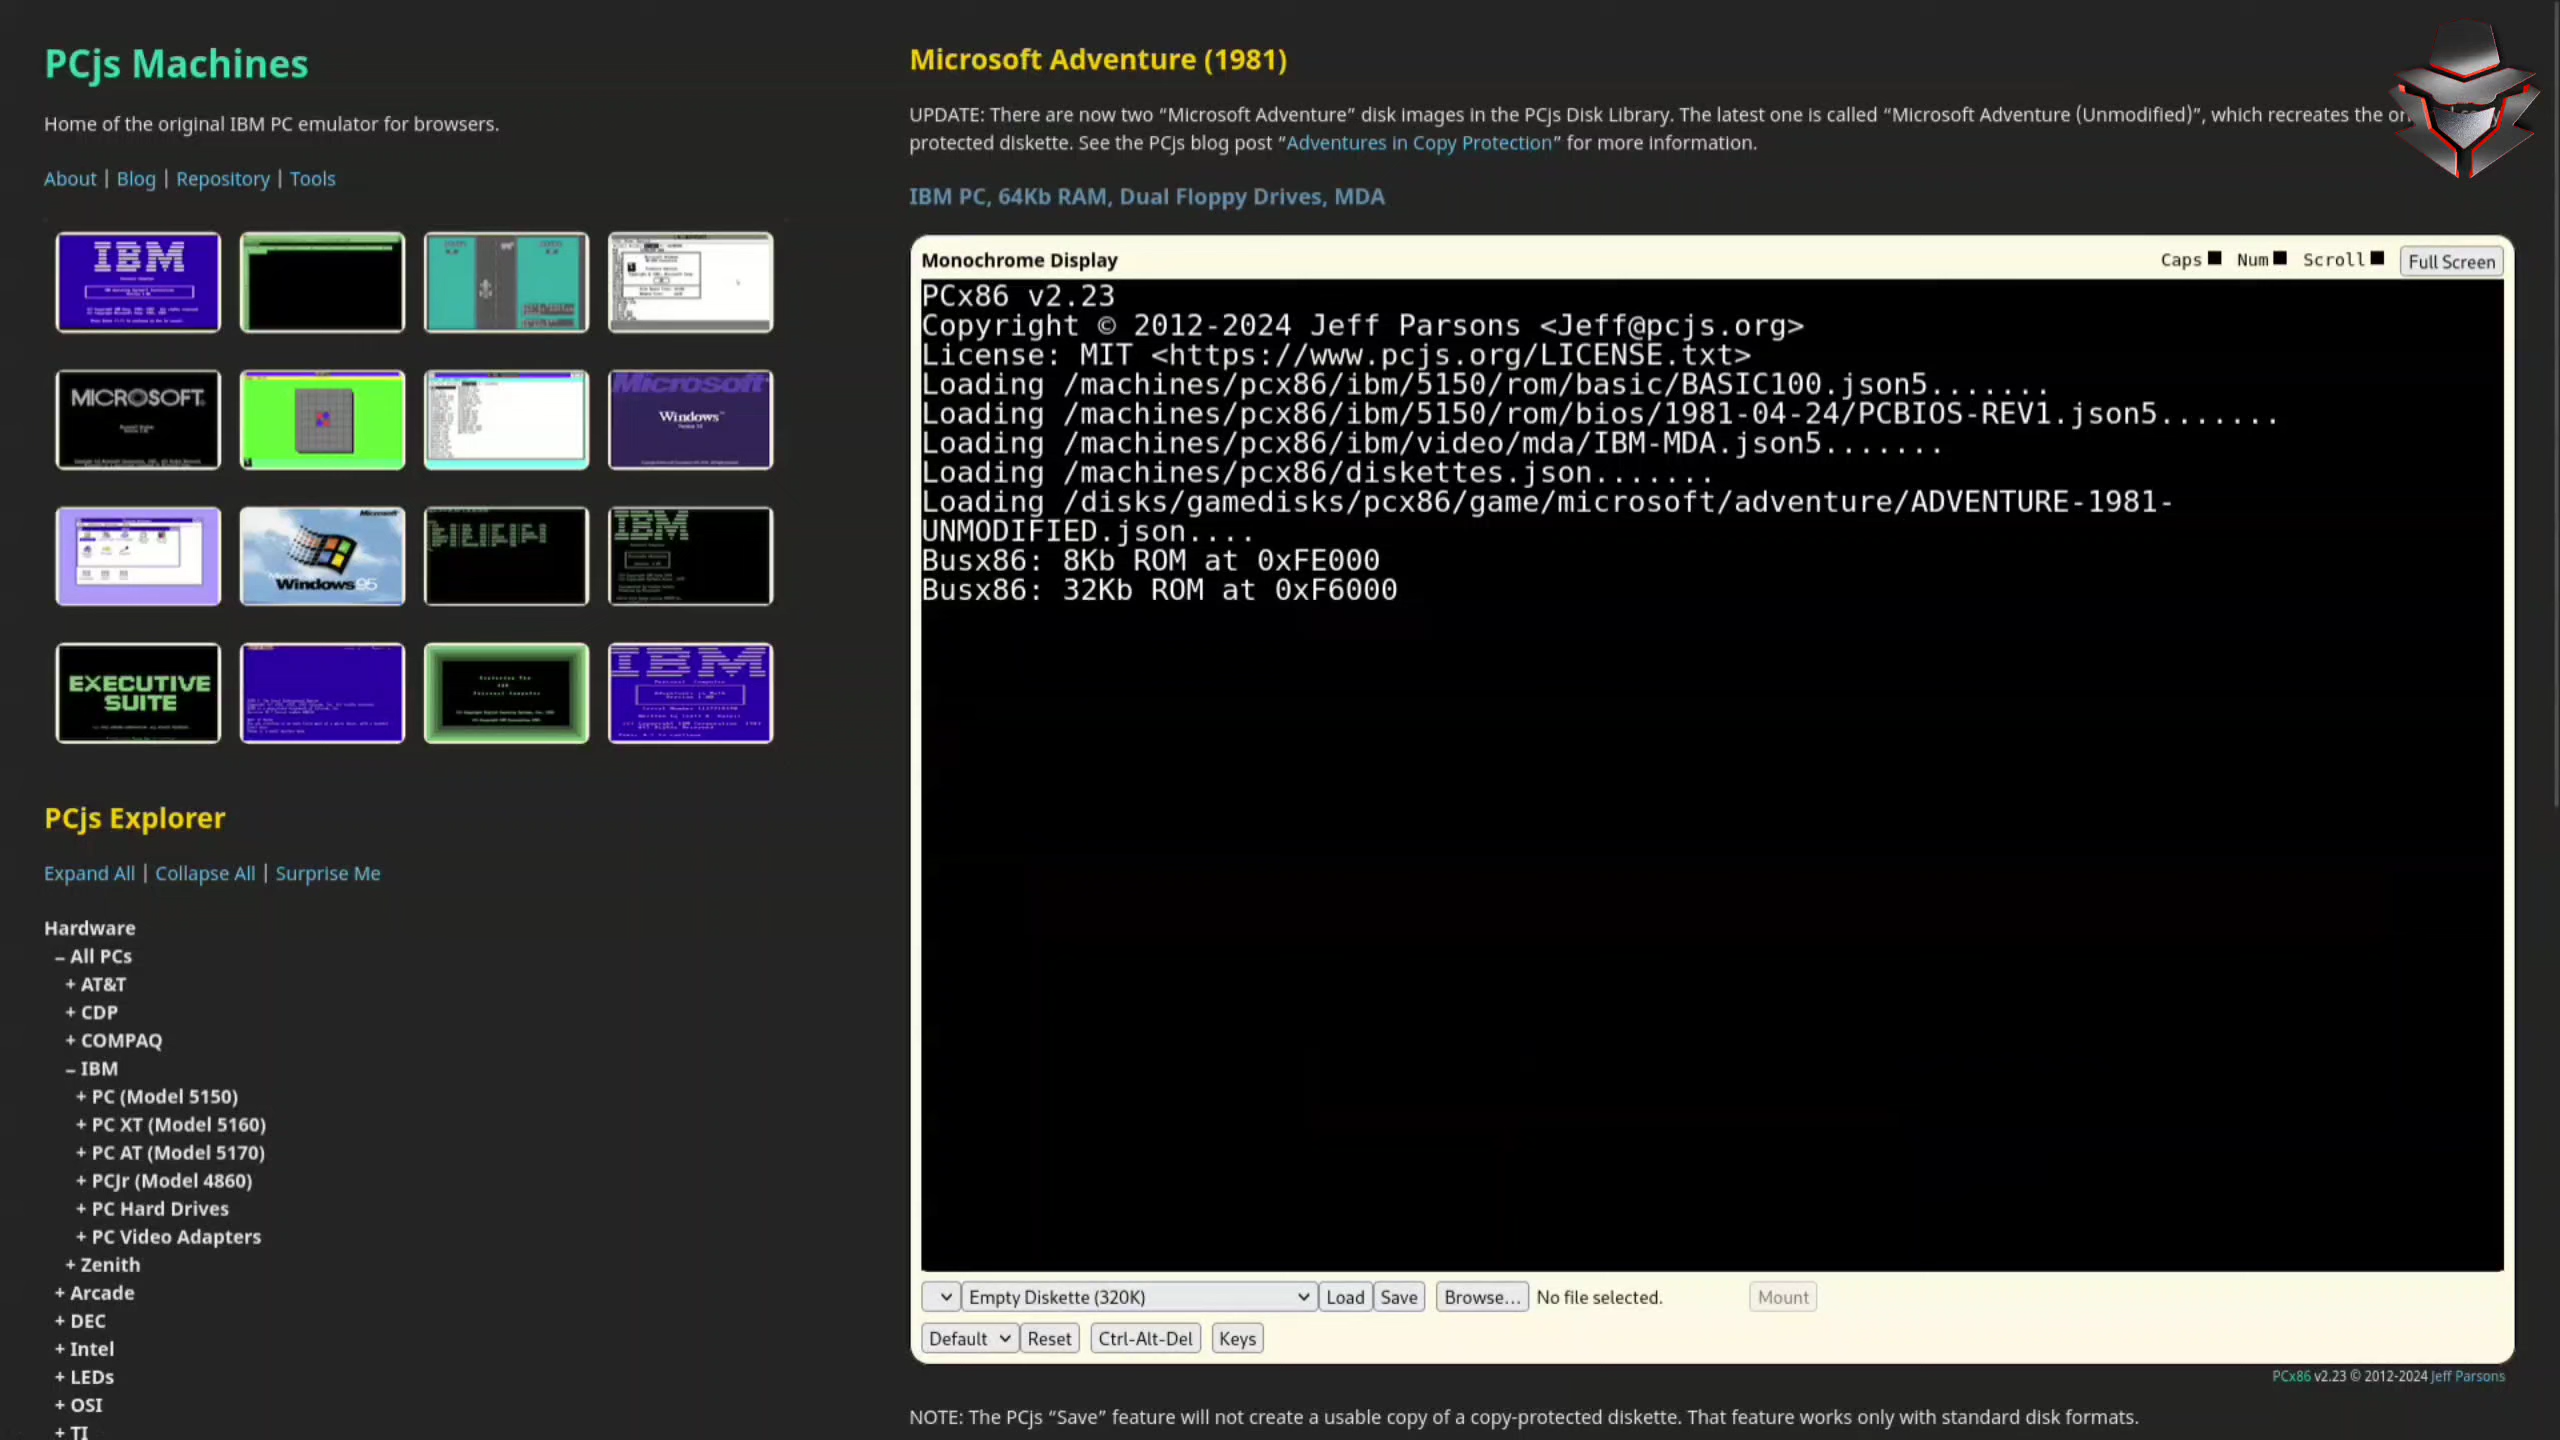 PCjs Machines
Home of the original IBM PC emulator for browsers.
About | Blog | Repository | Tools
IBM
MICROSOFT
Microsoft
Windows
Microsoft
Windows 95
IBM
EXECUTIVE
SUITE
IBM
PCjs Explorer
Expand All | Collapse All | Surprise Me
Hardware
– All PCs
+ AT&T
+ CDP
+ COMPAQ
– IBM
+ PC (Model 5150)
+ PC XT (Model 5160)
+ PC AT (Model 5170)
+ PCJr (Model 4860)
+ PC Hard Drives
+ PC Video Adapters
+ Zenith
+ Arcade
+ DEC
+ Intel
+ LEDs
+ OSI
+ TI
Microsoft Adventure (1981)
UPDATE: There are now two “Microsoft Adventure” disk images in the PCjs Disk Library. The latest one is called “Microsoft Adventure (Unmodified)”, which recreates the
protected diskette. See the PCjs blog post “Adventures in Copy Protection” for more information.
IBM PC, 64Kb RAM, Dual Floppy Drives, MDA
Monochrome Display
Caps Num Scroll Full Screen
PCx86 v2.23
Copyright © 2012-2024 Jeff Parsons <Jeff@pcjs.org>
License: MIT <https://www.pcjs.org/LICENSE.txt>
Loading /machines/pcx86/ibm/5150/rom/basic/BASIC100.json5.......
Loading /machines/pcx86/ibm/5150/rom/bios/1981-04-24/PCBIOS-REV1.json5.......
Loading /machines/pcx86/ibm/video/mda/IBM-MDA.json5.......
Loading /machines/pcx86/diskettes.json.......
Loading /disks/gamedisks/pcx86/game/microsoft/adventure/ADVENTURE-1981-
UNMODIFIED.json....
Busx86: 8Kb ROM at 0xFE000
Busx86: 32Kb ROM at 0xF6000
Empty Diskette (320K) Load Save Browse... No file selected. Mount
Default Reset Ctrl-Alt-Del Keys
PCx86 v2.23 © 2012-2024 Jeff Parsons
NOTE: The PCjs “Save” feature will not create a usable copy of a copy-protected diskette. That feature works only with standard disk formats.